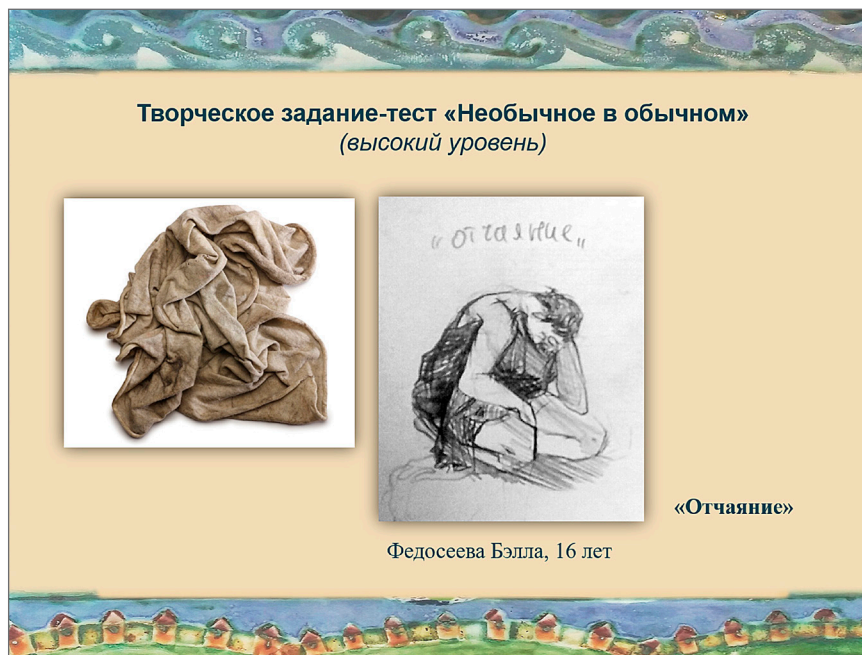 Творческое задание-тест «Необычное в обычном»
(высокий уровень)
„отчаяние„
«Отчаяние»
Федосеева Бэлла, 16 лет